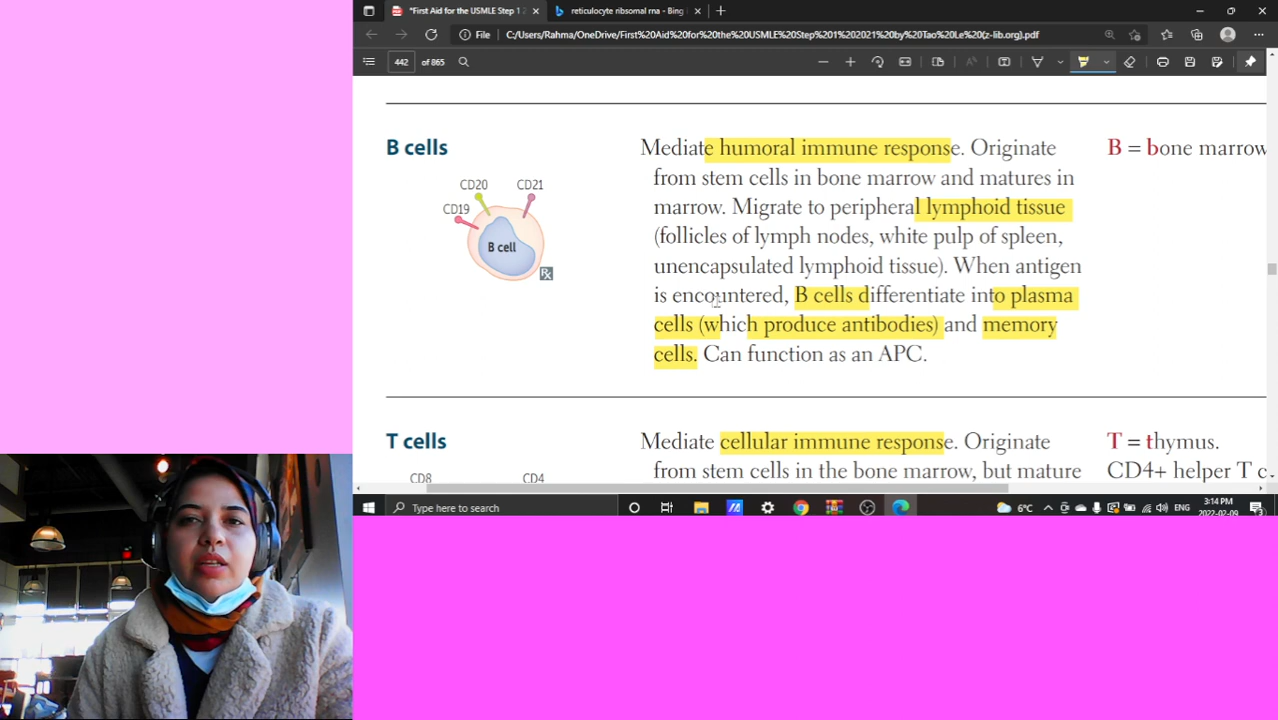 *First Aid for the USMLE Step 1 2
reticulocyte ribsomal rna - Bing
File C:/Users/Rahma/OneDrive/First%20Aid%20for%20the%20USMLE%20Step%201%202021%20by%20Tao%20Le%20(z-lib.org).pdf
442 of 865
B cells
CD20 CD21
CD19
B cell
Rx
Mediate humoral immune response. Originate
from stem cells in bone marrow and matures in
marrow. Migrate to peripheral lymphoid tissue
(follicles of lymph nodes, white pulp of spleen,
unencapsulated lymphoid tissue). When antigen
is encountered, B cells differentiate into plasma
cells (which produce antibodies) and memory
cells. Can function as an APC.
B = bone marrow
T cells
CD8 CD4
Mediate cellular immune response. Originate
from stem cells in the bone marrow, but mature
T = thymus.
CD4+ helper T c
Type here to search
6°C
ENG
3:14 PM
2022-02-09